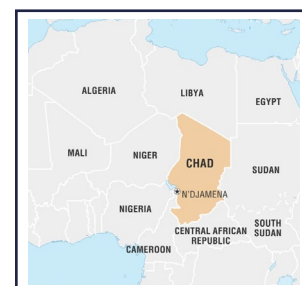 ALGERIA
LIBYA
EGYPT
MALI
NIGER
CHAD
SUDAN
N'DJAMENA
NIGERIA
CENTRAL AFRICAN
REPUBLIC
SOUTH
SUDAN
CAMEROON